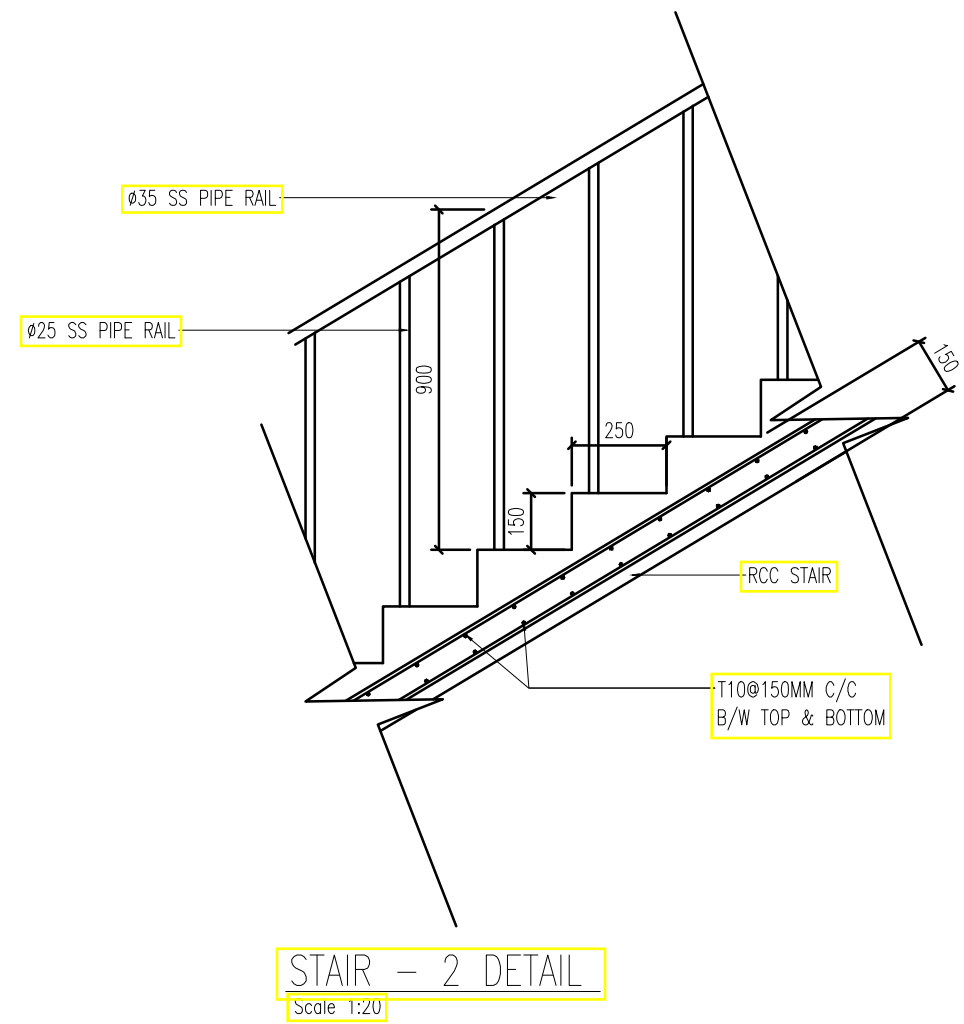 ø35 SS PIPE RAIL
ø25 SS PIPE RAIL
900
250
150
150
RCC STAIR
T10@150MM C/C
B/W TOP & BOTTOM
STAIR - 2 DETAIL
Scale 1:20